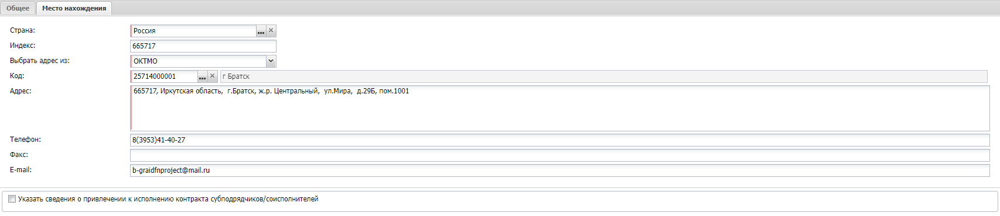 Общее Место нахождения
Страна: Россия
Индекс: 665717
Выбрать адрес из: ОКТМО
Код: 25714000001 г Братск
Адрес: 665717, Иркутская область, г.Братск, ж.р. Центральный, ул.Мира, д.29Б, пом.1001
Телефон: 8(3953)41-40-27
Факс:
E-mail: b-graidfnproject@mail.ru
Указать сведения о привлечении к исполнению контракта субподрядчиков/соисполнителей